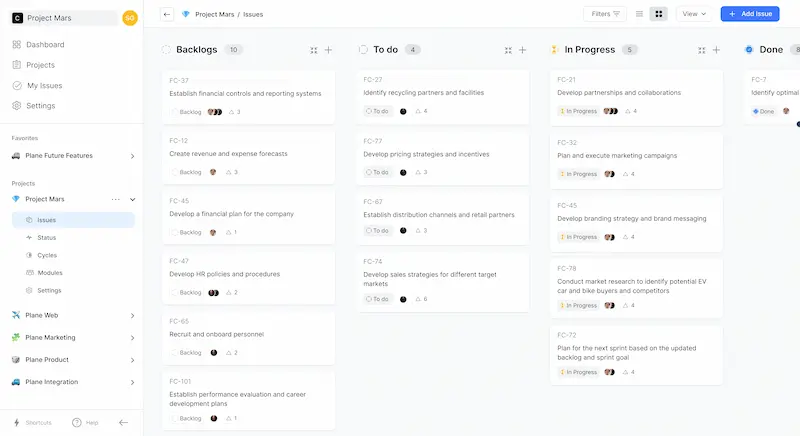 C Project Mars
GO
Dashboard
Projects
My Issues
Settings
Favorites
Plane Future Features
Projects
Project Mars
Issues
Status
Cycles
Modules
Settings
Plane Web
Plane Marketing
Plane Product
Plane Integration
Shortcuts
Help
Project Mars / Issues
Filters
View
+ Add Issue
Backlogs 10
FC-37
Establish financial controls and reporting systems
Backlog 3
FC-12
Create revenue and expense forecasts
Backlog 3
FC-45
Develop a financial plan for the company
Backlog 1
FC-47
Develop HR policies and procedures
Backlog 2
FC-65
Recruit and onboard personnel
Backlog 2
FC-101
Establish performance evaluation and career
development plans
Backlog 1
To do 4
FC-27
Identify recycling partners and facilities
To do 4
FC-77
Develop pricing strategies and incentives
To do 3
FC-67
Establish distribution channels and retail partners
To do 3
FC-74
Develop sales strategies for different target
markets
To do 6
In Progress 5
FC-21
Develop partnerships and collaborations
In Progress 4
FC-32
Plan and execute marketing campaigns
In Progress 4
FC-45
Develop branding strategy and brand messaging
In Progress 4
FC-78
Conduct market research to identify potential EV
car and bike buyers and competitors
In Progress 4
FC-72
Plan for the next sprint based on the updated
backlog and sprint goal
In Progress 4
Done
FC-7
Identify optimal
Done